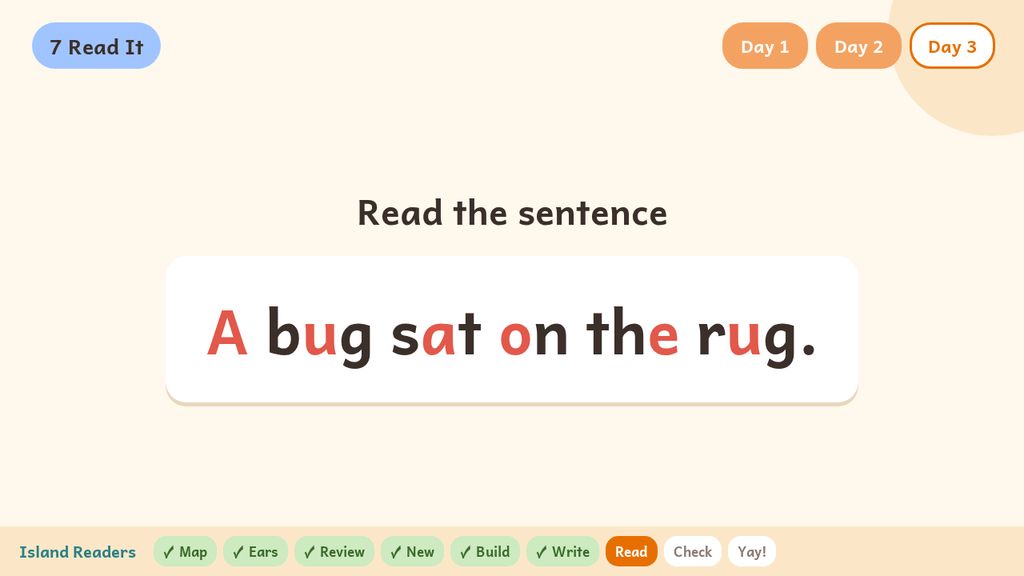 7 Read It
Day 1 Day 2 Day 3
Read the sentence
A bug sat on the rug.
Island Readers ✓ Map ✓ Ears ✓ Review ✓ New ✓ Build ✓ Write Read Check Yay!